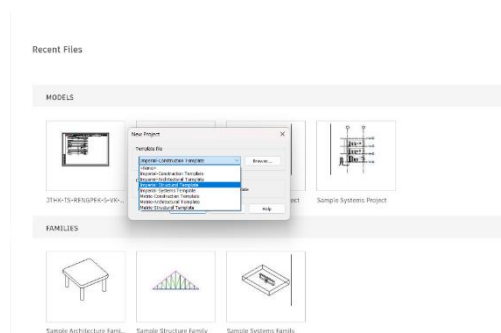 Recent Files
MODELS
New Project
Template File
Imperial-Construction Template
Browse...
<None>
Imperial-Construction Template
Imperial-Architectural Template
Imperial-Structural Template
Imperial-Systems Template
Metric-Construction Template
Metric-Architectural Template
Metric-Structural Template
Help
Sample Systems Project
FAMILIES
Sample Architecture Fami...
Sample Structure Family
Sample Systems Family